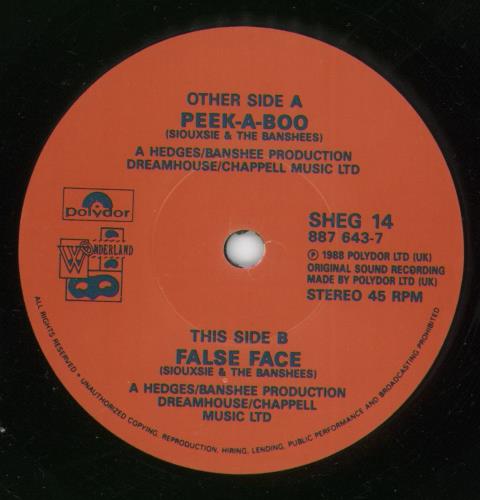 OTHER SIDE A
PEEK-A-BOO
(SIOUXSIE & THE BANSHEES)
A HEDGES/BANSHEE PRODUCTION
DREAMHOUSE/CHAPPELL MUSIC LTD
polydor
Wonderland
SHEG 14
887 643-7
Ⓟ 1988 POLYDOR LTD (UK)
ORIGINAL SOUND RECORDING
MADE BY POLYDOR LTD (UK)
STEREO 45 RPM
THIS SIDE B
FALSE FACE
(SIOUXSIE & THE BANSHEES)
A HEDGES/BANSHEE PRODUCTION
DREAMHOUSE/CHAPPELL
MUSIC LTD
ALL RIGHTS RESERVED • UNAUTHORIZED COPYING, REPRODUCTION, HIRING, LENDING, PUBLIC PERFORMANCE AND BROADCASTING PROHIBITED